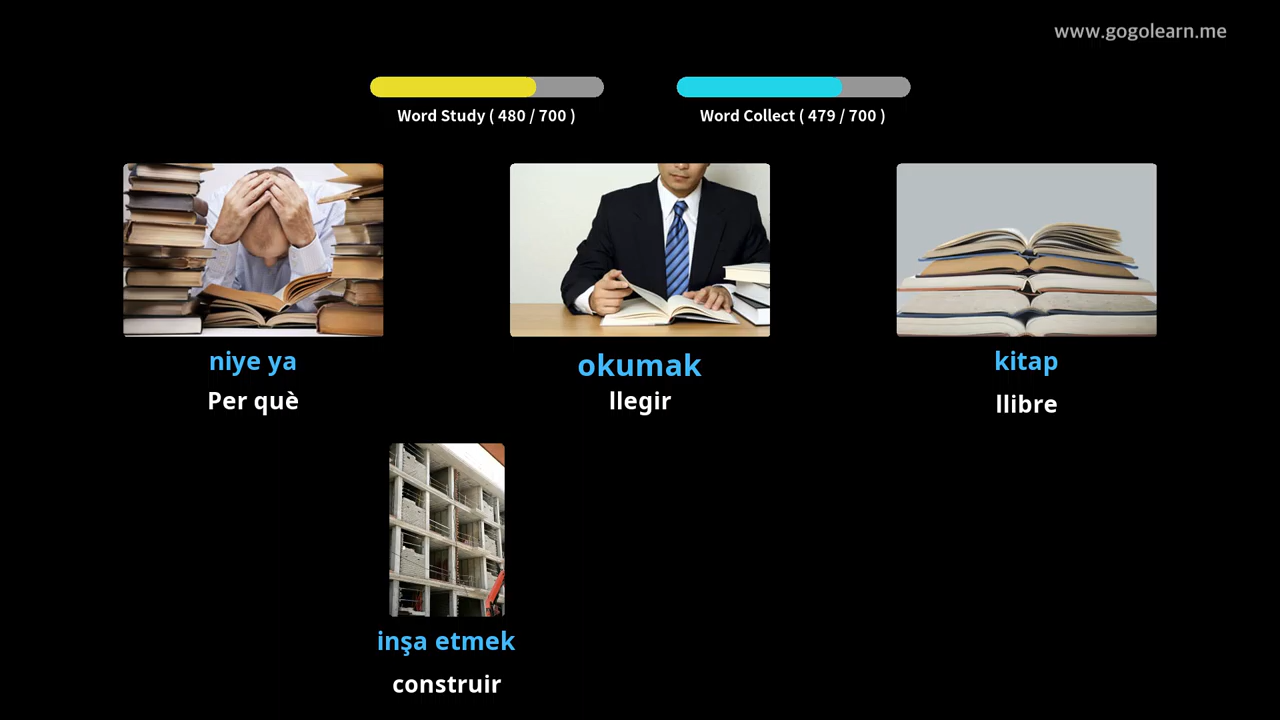 www.gogolearn.me
Word Study ( 480 / 700 )
Word Collect ( 479 / 700 )
niye ya
Per què
okumak
llegir
kitap
llibre
inşa etmek
construir